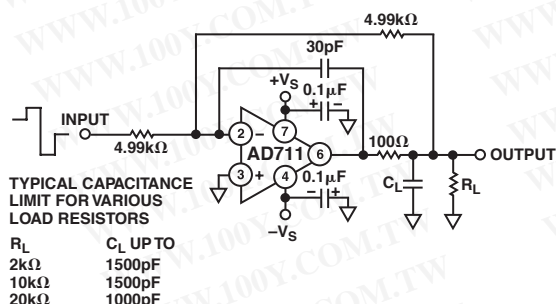 4.99kΩ
30pF
+VS 0.1μF
+ −
INPUT
4.99kΩ
2 −
7
AD711
6
100Ω
OUTPUT
3 +
4
0.1μF
− +
CL
RL
−VS
TYPICAL CAPACITANCE
LIMIT FOR VARIOUS
LOAD RESISTORS
RL CL UP TO
2kΩ 1500pF
10kΩ 1500pF
20kΩ 1000pF
WWW.100Y.COM.TW